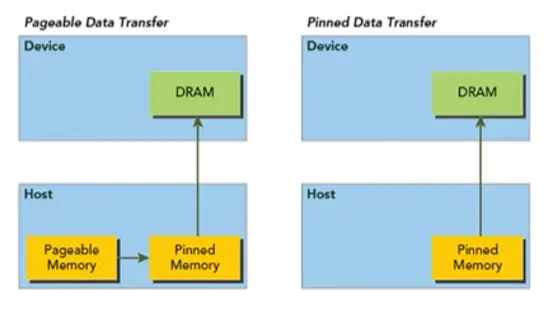 Pageable Data Transfer
Device
DRAM
Host
Pageable
Memory
Pinned
Memory
Pinned Data Transfer
Device
DRAM
Host
Pinned
Memory